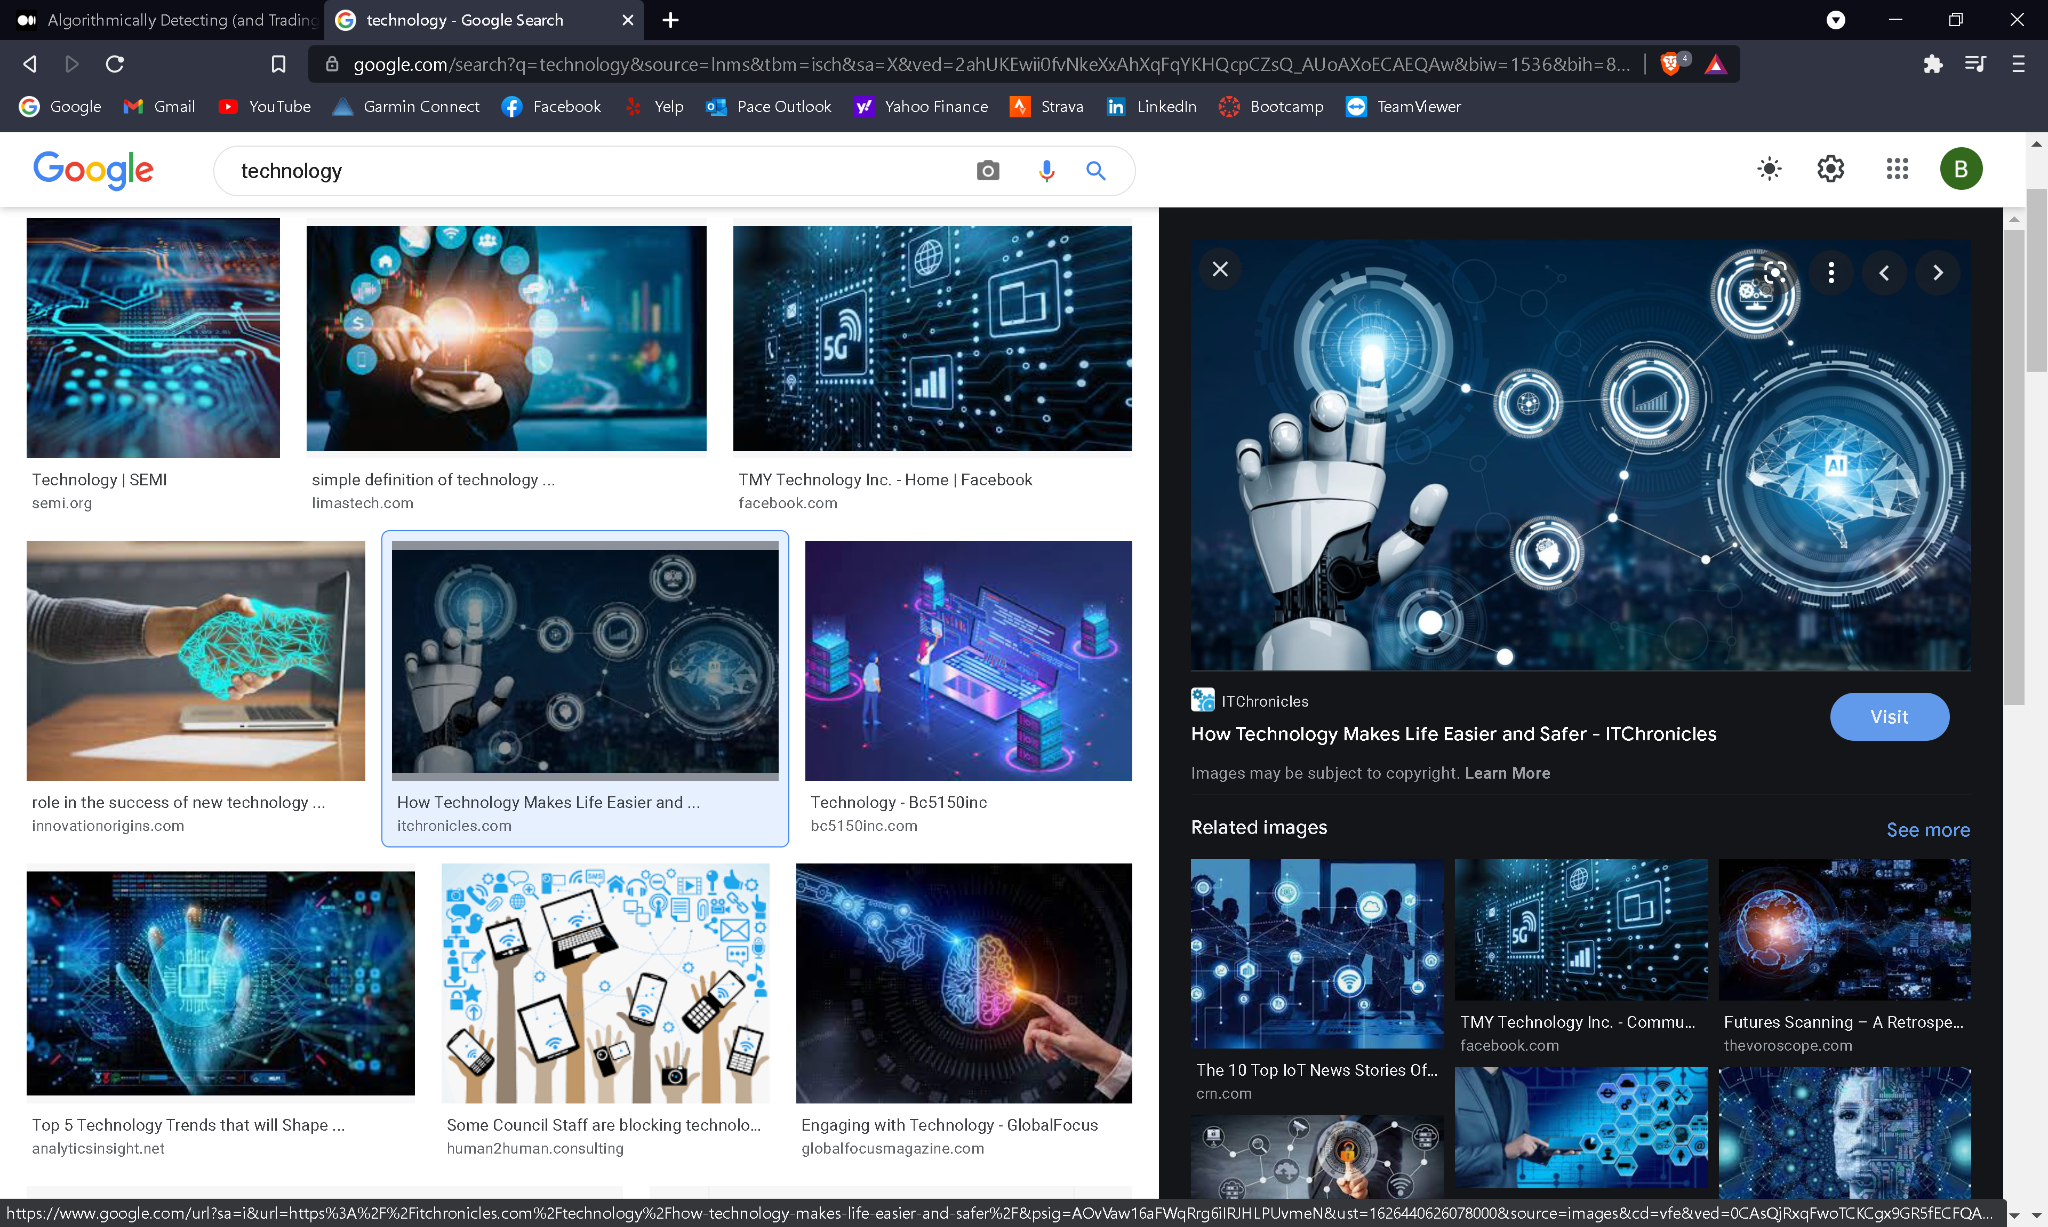 Algorithmically Detecting (and Trading
technology - Google Search
google.com/search?q=technology&source=lnms&tbm=isch&sa=X&ved=2ahUKEwii0fvNkeXxAhXqFqYKHQcpCZsQ_AUoAXoECAEQAw&biw=1536&bih=8...
4
Google
Gmail
YouTube
Garmin Connect
Facebook
Yelp
Pace Outlook
Yahoo Finance
Strava
LinkedIn
Bootcamp
TeamViewer
Google
technology
B
5G
Technology | SEMI
semi.org
simple definition of technology ...
limastech.com
TMY Technology Inc. - Home | Facebook
facebook.com
role in the success of new technology ...
innovationorigins.com
How Technology Makes Life Easier and ...
itchronicles.com
Technology - Bc5150inc
bc5150inc.com
SMS
Top 5 Technology Trends that will Shape ...
analyticsinsight.net
Some Council Staff are blocking technolo...
human2human.consulting
Engaging with Technology - GlobalFocus
globalfocusmagazine.com
AI
ITChronicles
How Technology Makes Life Easier and Safer - ITChronicles
Visit
Images may be subject to copyright. Learn More
Related images
See more
5G
The 10 Top IoT News Stories Of...
crn.com
TMY Technology Inc. - Commu...
facebook.com
Futures Scanning – A Retrospe...
thevoroscope.com
https://www.google.com/url?sa=i&url=https%3A%2F%2Fitchronicles.com%2Ftechnology%2Fhow-technology-makes-life-easier-and-safer%2F&psig=AOvVaw16aFWqRrg6iIRJHLPUvmeN&ust=1626440626078000&source=images&cd=vfe&ved=0CAsQjRxqFwoTCKCgx9GR5fECFQA...